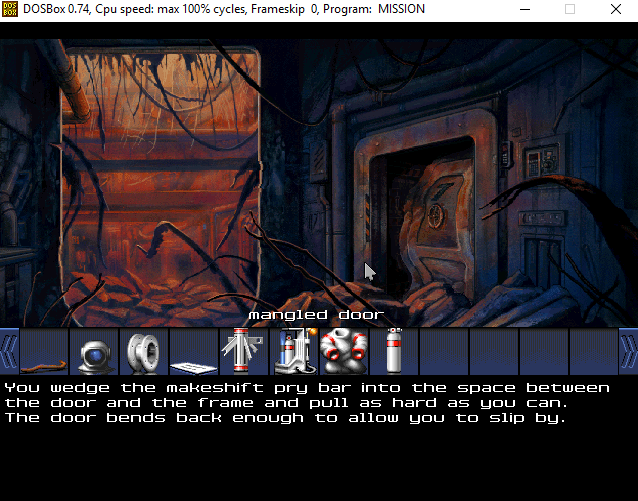 DOS
BOX
DOSBox 0.74, Cpu speed: max 100% cycles, Frameskip 0, Program: MISSION
mangled door
You wedge the makeshift pry bar into the space between
the door and the frame and pull as hard as you can.
The door bends back enough to allow you to slip by.